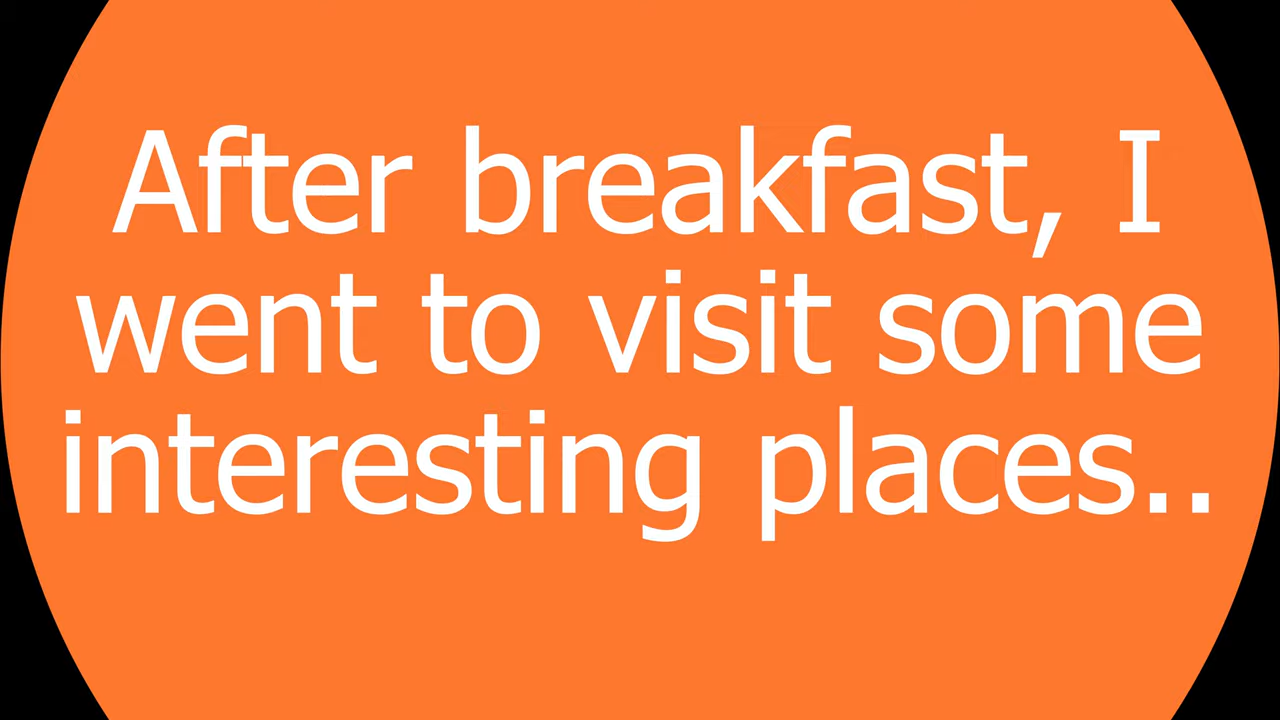 After breakfast, I
went to visit some
interesting places..